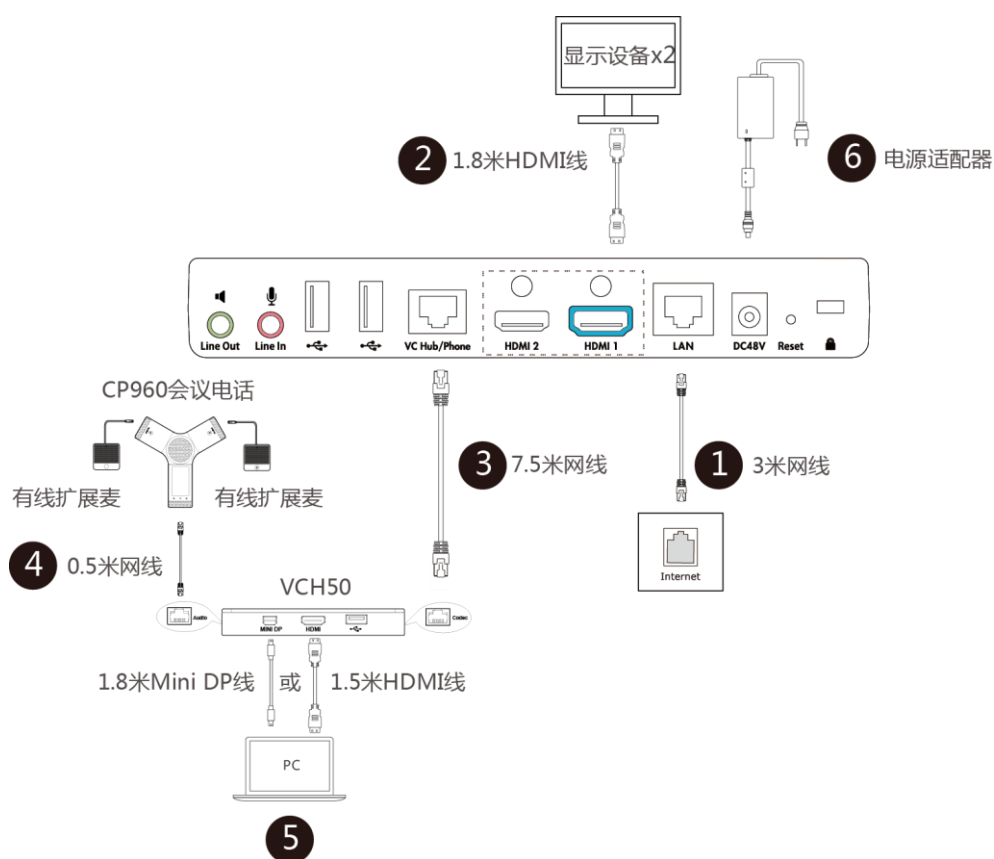 显示设备x2
2 1.8米HDMI线
6 电源适配器
Line Out Line In VC Hub/Phone HDMI 2 HDMI 1 LAN DC48V Reset
CP960会议电话
有线扩展麦 有线扩展麦
3 7.5米网线
1 3米网线
Internet
4 0.5米网线
VCH50
Audio MINI DP HDMI Codec
1.8米Mini DP线 或 1.5米HDMI线
PC
5